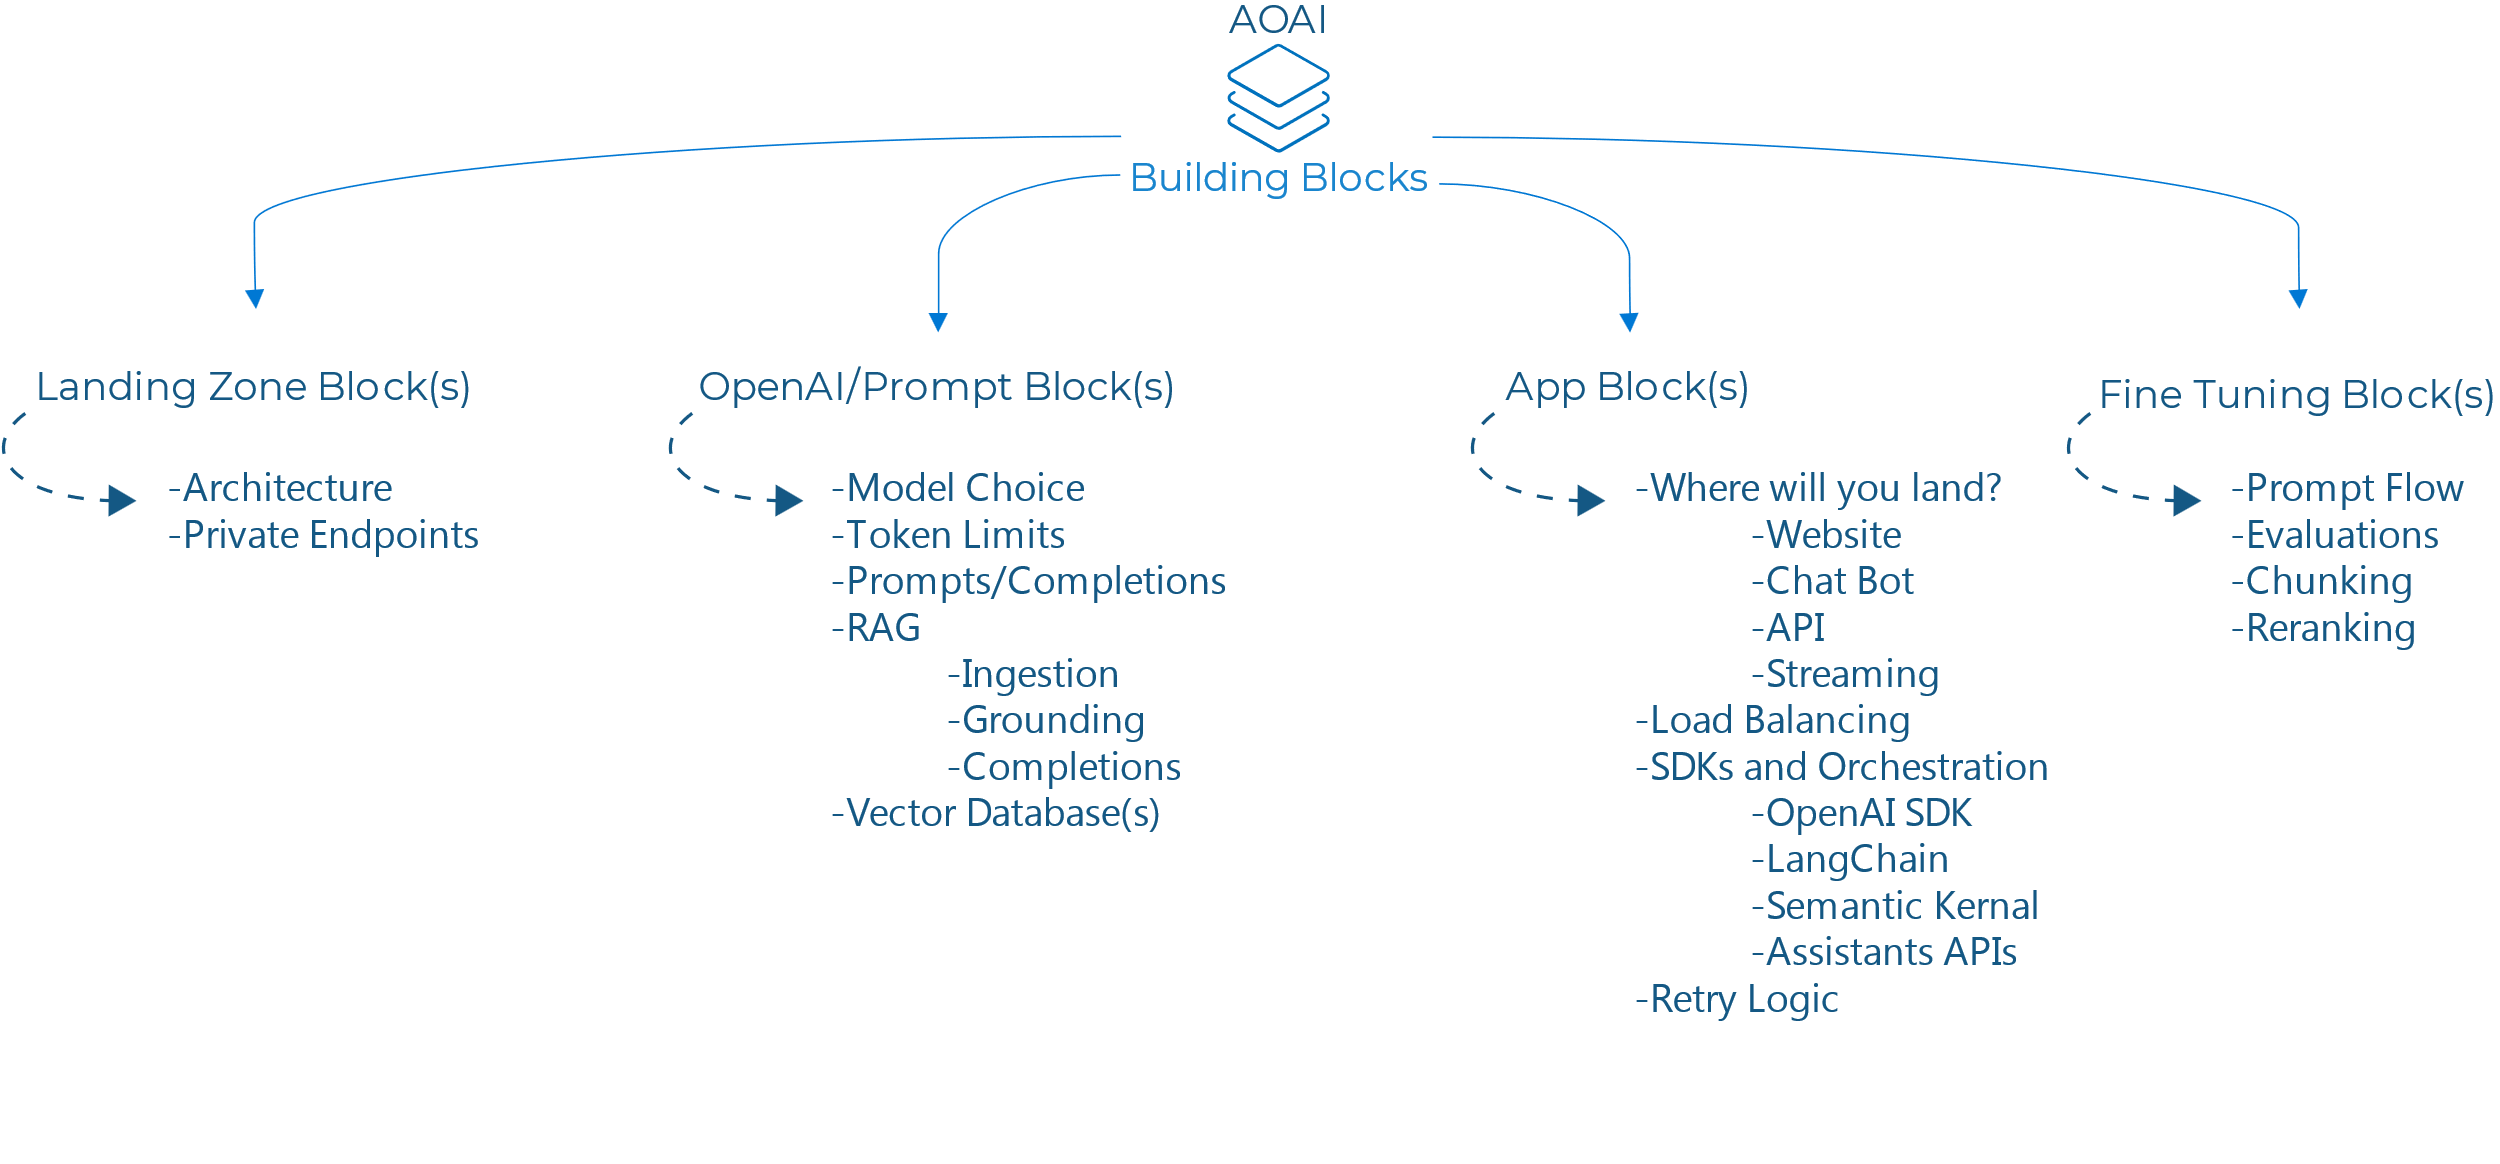 AOAI
Building Blocks
Landing Zone Block(s)
-Architecture
-Private Endpoints
OpenAI/Prompt Block(s)
-Model Choice
-Token Limits
-Prompts/Completions
-RAG
-Ingestion
-Grounding
-Completions
-Vector Database(s)
App Block(s)
-Where will you land?
-Website
-Chat Bot
-API
-Streaming
-Load Balancing
-SDKs and Orchestration
-OpenAI SDK
-LangChain
-Semantic Kernal
-Assistants APIs
-Retry Logic
Fine Tuning Block(s)
-Prompt Flow
-Evaluations
-Chunking
-Reranking